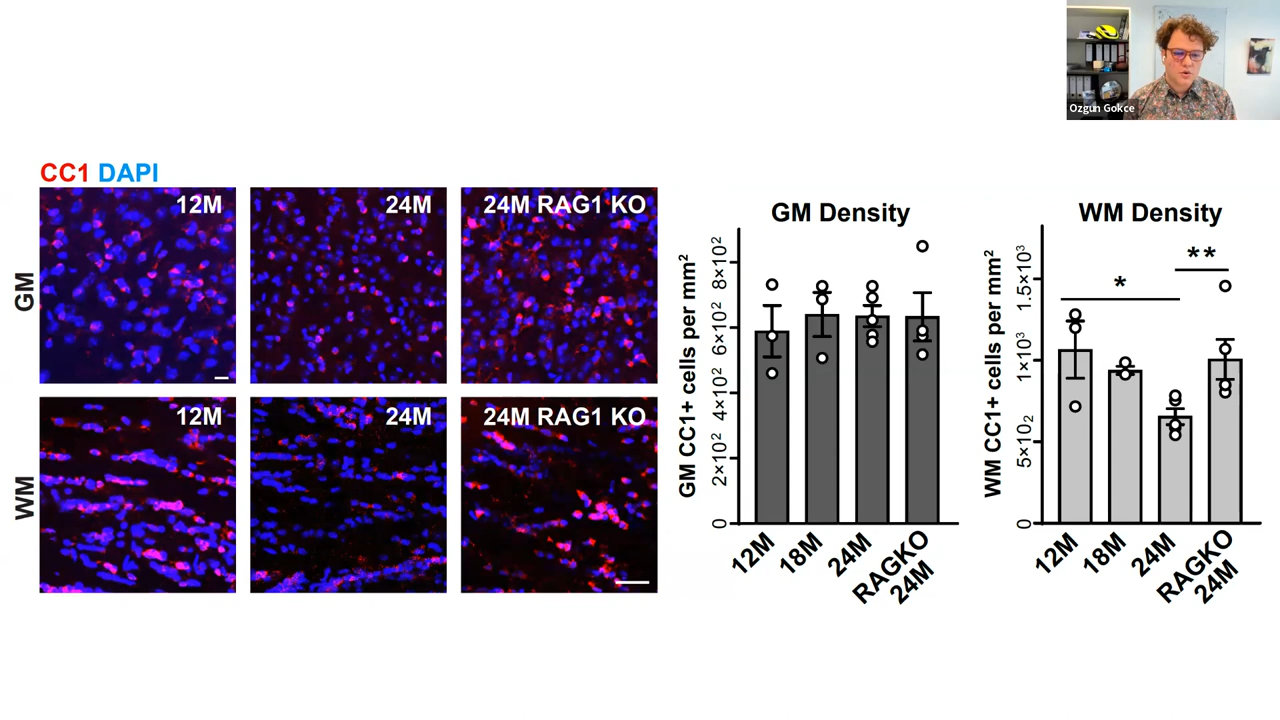 Ozgun Gokce
CC1 DAPI
12M
24M
24M RAG1 KO
GM
12M
24M
24M RAG1 KO
WM
GM Density
GM CC1+ cells per mm²
8×10²
6×10²
4×10²
2×10²
0
12M
18M
24M
RAGKO
24M
WM Density
WM CC1+ cells per mm²
1.5×10³
1×10³
5×10²
0
*
**
12M
18M
24M
RAGKO
24M